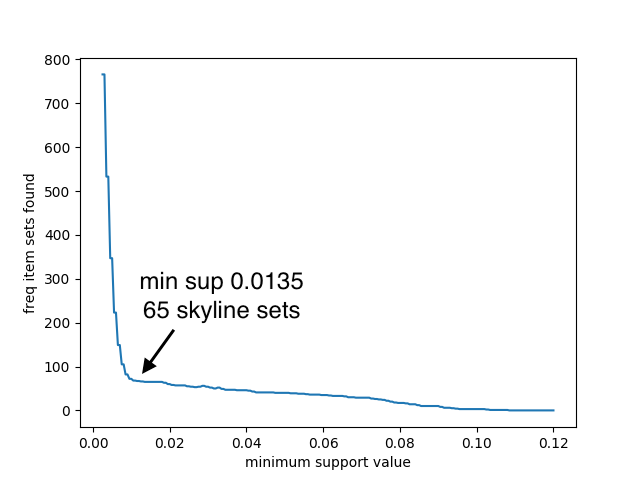 800
700
600
500
400
300
200
100
0
freq item sets found
min sup 0.0135
65 skyline sets
0.00 0.02 0.04 0.06 0.08 0.10 0.12
minimum support value